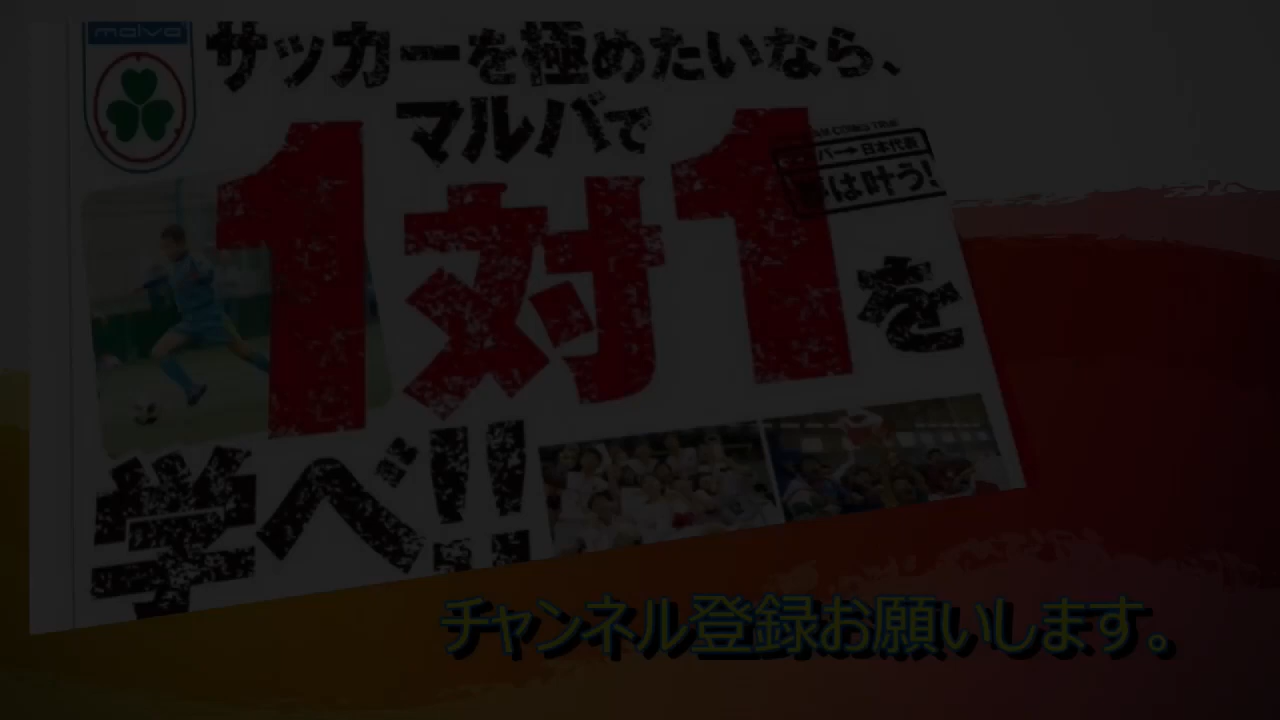 malva
サッカーを極めたいなら、
マルバで
1対1を
学べ!!
日本代表
夢は叶う!
チャンネル登録お願いします。